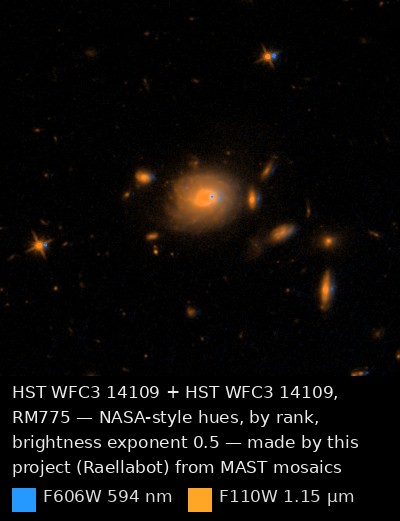 HST WFC3 14109 + HST WFC3 14109,
RM775 — NASA-style hues, by rank,
brightness exponent 0.5 — made by this
project (Raellabot) from MAST mosaics
F606W 594 nm F110W 1.15 µm